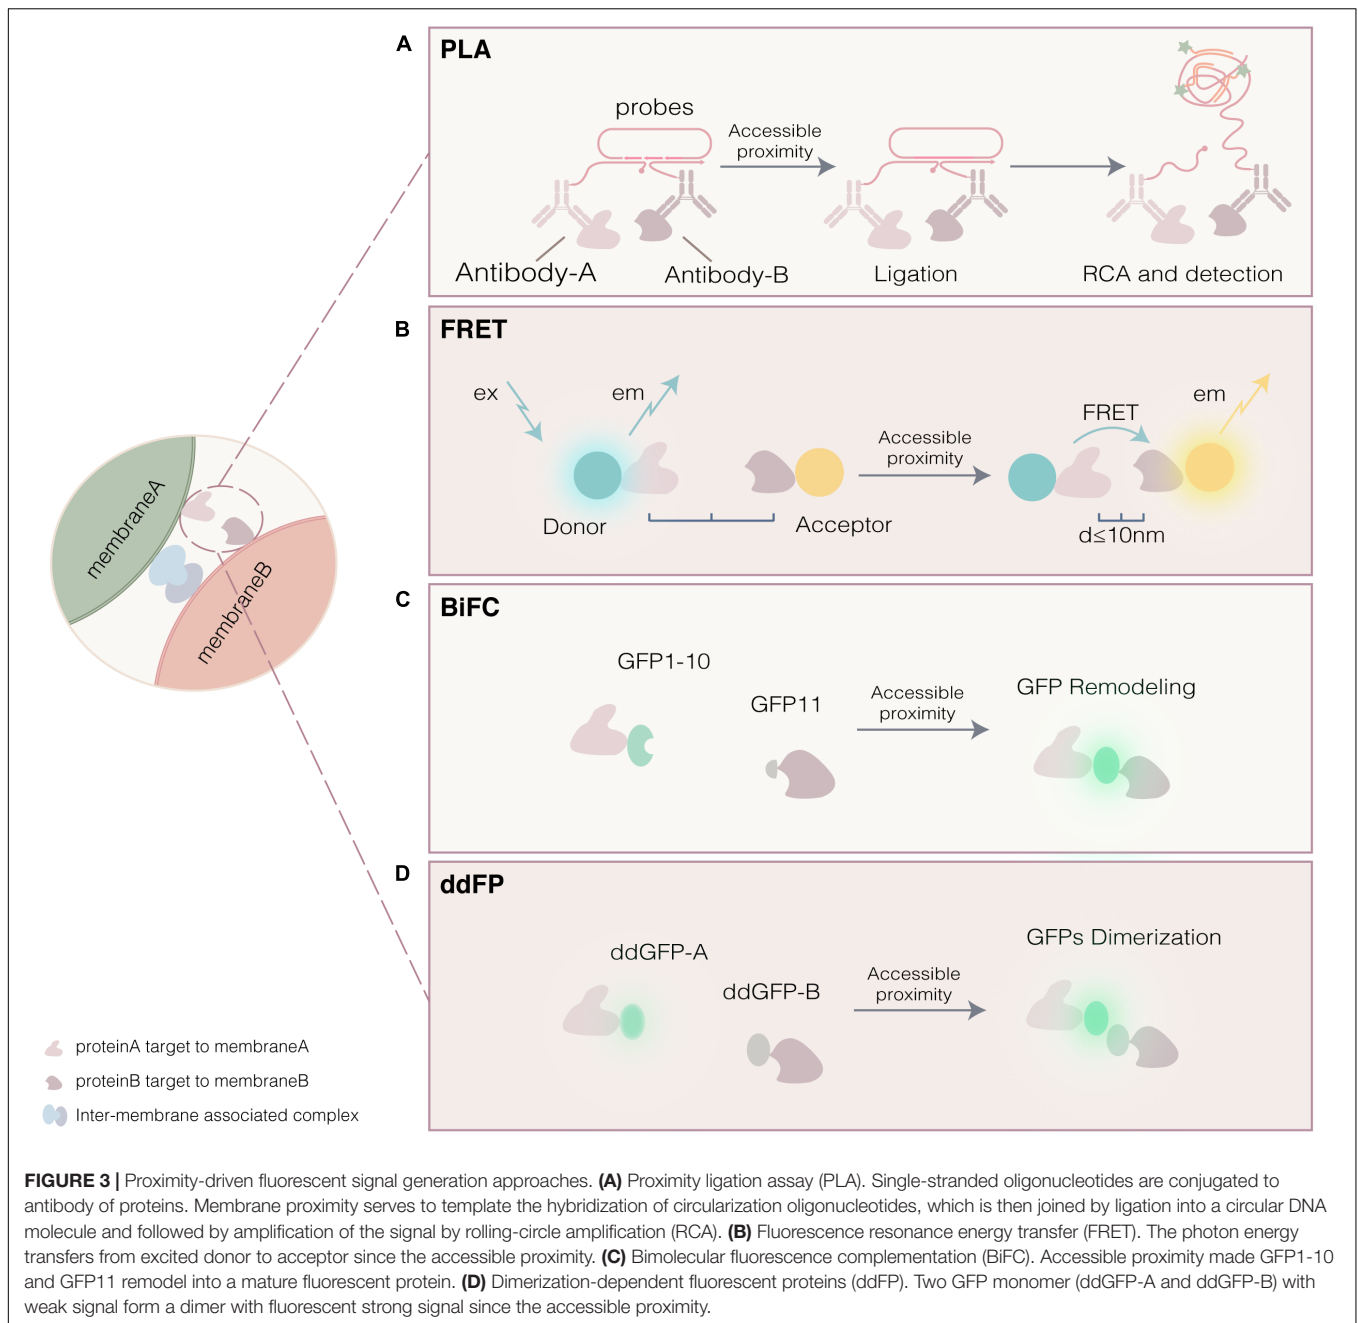 A
PLA
probes
Accessible
proximity
Antibody-A
Antibody-B
Ligation
RCA and detection
B
FRET
ex
em
Donor
Acceptor
Accessible
proximity
FRET
em
d≤10nm
membraneA
membraneB
C
BiFC
GFP1-10
GFP11
Accessible
proximity
GFP Remodeling
D
ddFP
ddGFP-A
ddGFP-B
Accessible
proximity
GFPs Dimerization
proteinA target to membraneA
proteinB target to membraneB
Inter-membrane associated complex
FIGURE 3 | Proximity-driven fluorescent signal generation approaches. (A) Proximity ligation assay (PLA). Single-stranded oligonucleotides are conjugated to
antibody of proteins. Membrane proximity serves to template the hybridization of circularization oligonucleotides, which is then joined by ligation into a circular DNA
molecule and followed by amplification of the signal by rolling-circle amplification (RCA). (B) Fluorescence resonance energy transfer (FRET). The photon energy
transfers from excited donor to acceptor since the accessible proximity. (C) Bimolecular fluorescence complementation (BiFC). Accessible proximity made GFP1-10
and GFP11 remodel into a mature fluorescent protein. (D) Dimerization-dependent fluorescent proteins (ddFP). Two GFP monomer (ddGFP-A and ddGFP-B) with
weak signal form a dimer with fluorescent strong signal since the accessible proximity.